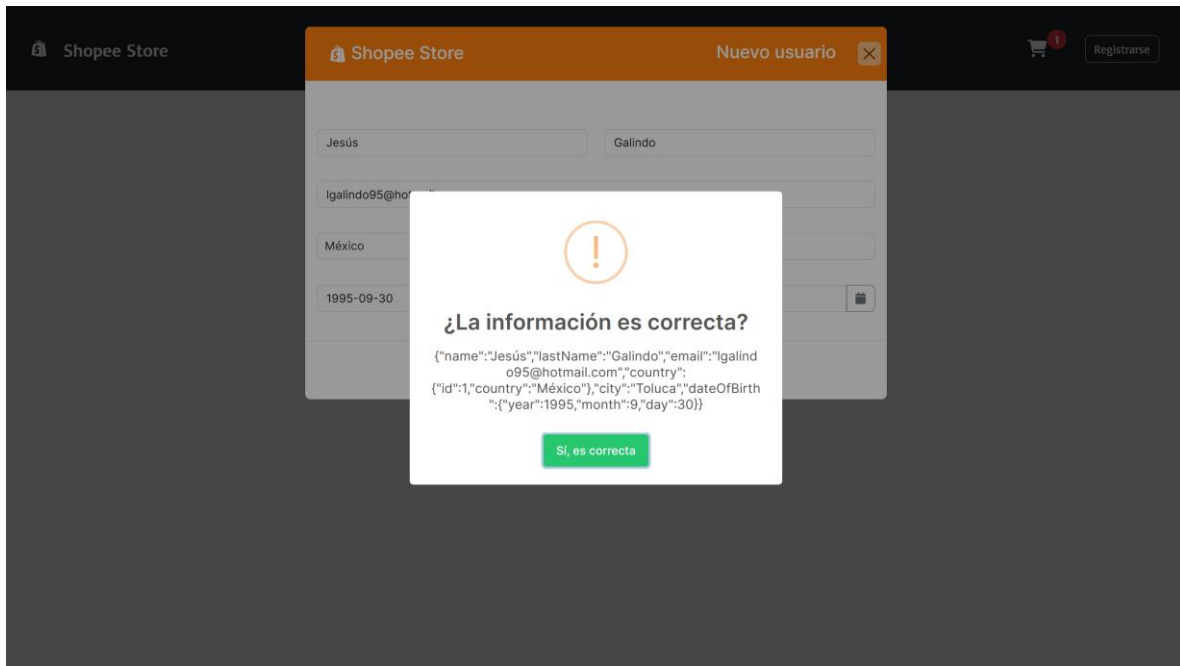 Shopee Store
Shopee Store
Nuevo usuario
1
Registrarse
Jesús
Galindo
México
1995-09-30
¿La información es correcta?
{"name":"Jesús","lastName":"Galindo","email":"lgalind
o95@hotmail.com","country":
{"id":1,"country":"México"},"city":"Toluca","dateOfBirth
":{"year":1995,"month":9,"day":30}}
Sí, es correcta